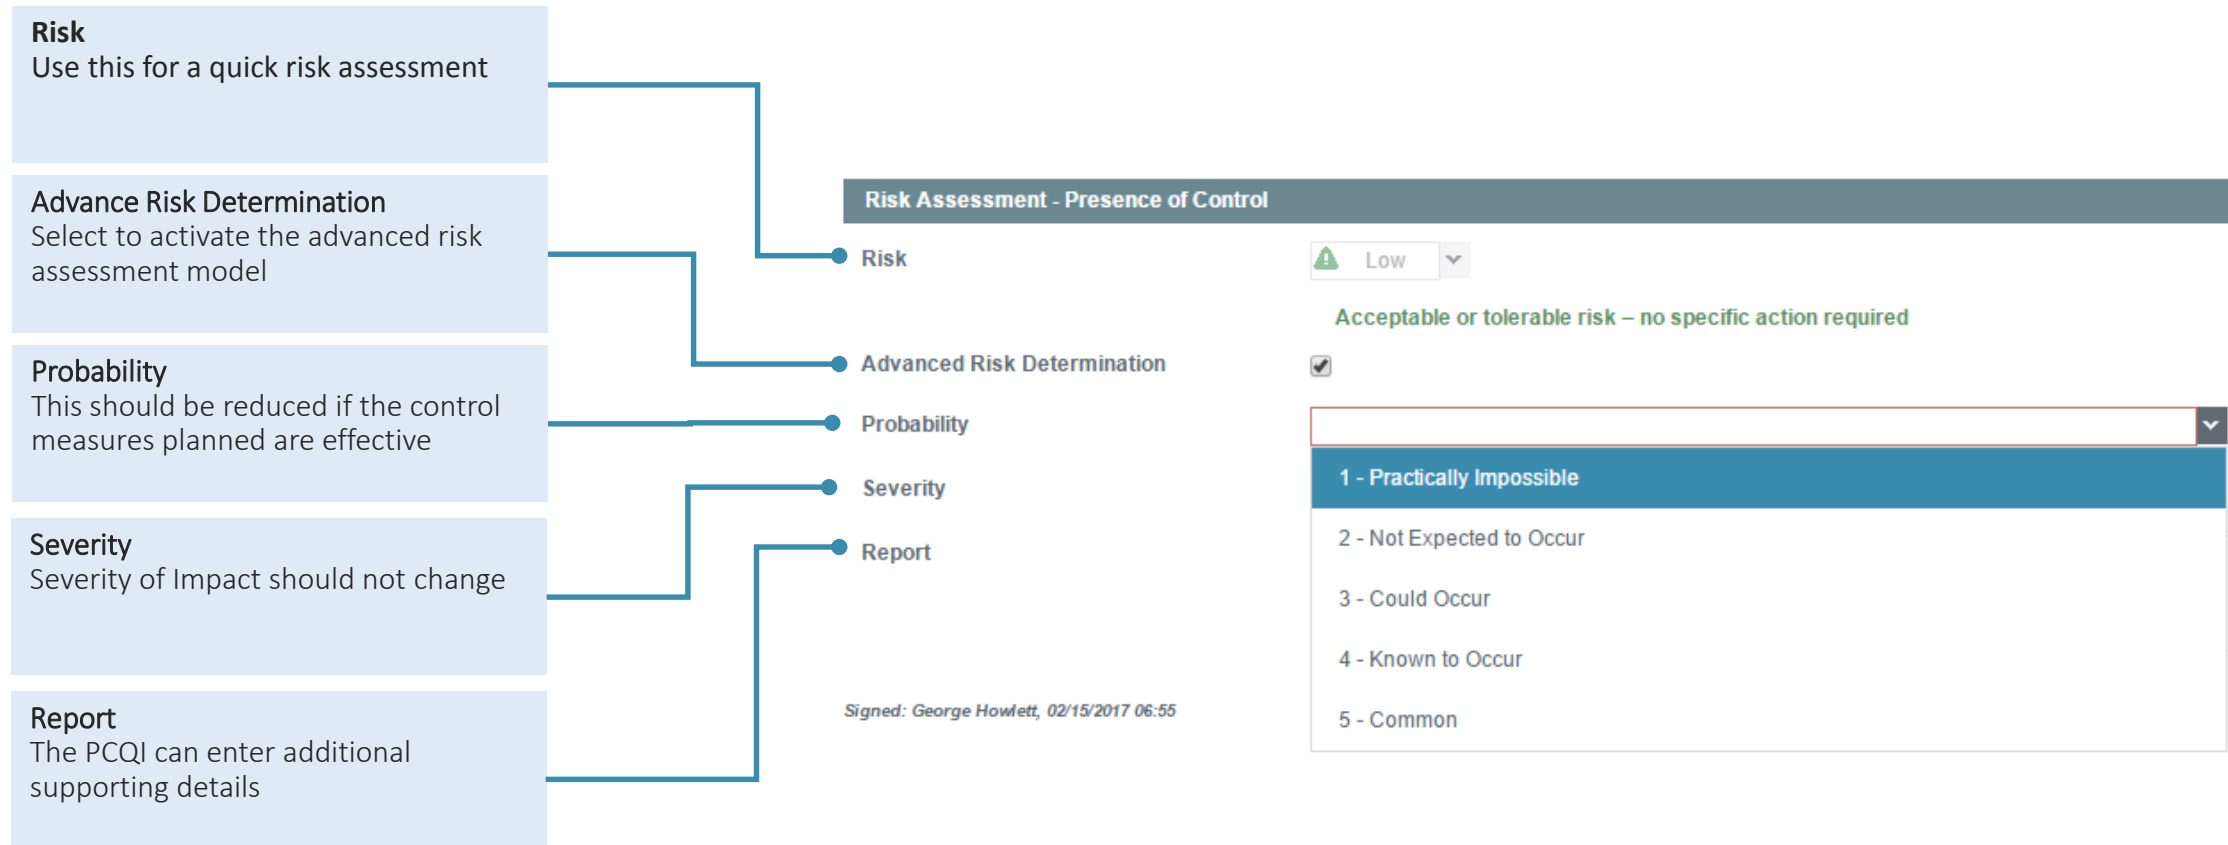 Risk
Use this for a quick risk assessment
Advance Risk Determination
Select to activate the advanced risk
assessment model
Probability
This should be reduced if the control
measures planned are effective
Severity
Severity of Impact should not change
Report
The PCQI can enter additional
supporting details
Risk Assessment - Presence of Control
Risk
Low
Acceptable or tolerable risk – no specific action required
Advanced Risk Determination
Probability
1 - Practically Impossible
2 - Not Expected to Occur
3 - Could Occur
4 - Known to Occur
5 - Common
Severity
Report
Signed: George Howlett, 02/15/2017 06:55